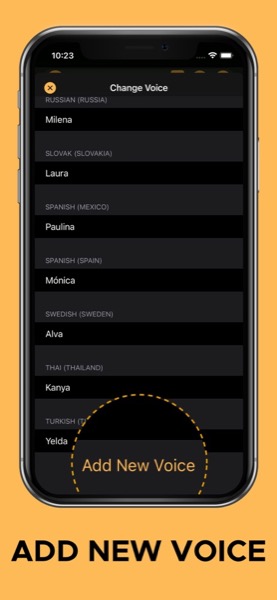 10:23
Change Voice
RUSSIAN (RUSSIA)
Milena
SLOVAK (SLOVAKIA)
Laura
SPANISH (MEXICO)
Paulina
SPANISH (SPAIN)
Mónica
SWEDISH (SWEDEN)
Alva
THAI (THAILAND)
Kanya
TURKISH (T
Yelda
Add New Voice
ADD NEW VOICE